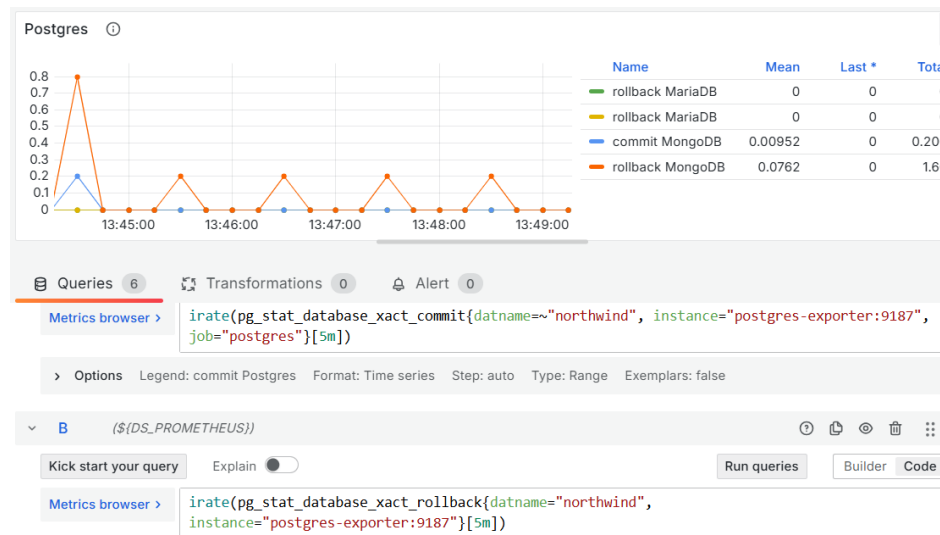 Postgres
Name Mean Last * Tota
0.8
0.7
0.6
0.5
0.4
0.3
0.2
0.1
0
13:45:00 13:46:00 13:47:00 13:48:00 13:49:00
rollback MariaDB 0 0
rollback MariaDB 0 0
commit MongoDB 0.00952 0 0.20
rollback MongoDB 0.0762 0 1.6
Queries 6 Transformations 0 Alert 0
Metrics browser > irate(pg_stat_database_xact_commit{datname=~"northwind", instance="postgres-exporter:9187",
job="postgres"}[5m])
> Options Legend: commit Postgres Format: Time series Step: auto Type: Range Exemplars: false
B (${DS_PROMETHEUS})
Kick start your query Explain Run queries Builder Code
Metrics browser > irate(pg_stat_database_xact_rollback{datname="northwind",
instance="postgres-exporter:9187"}[5m])